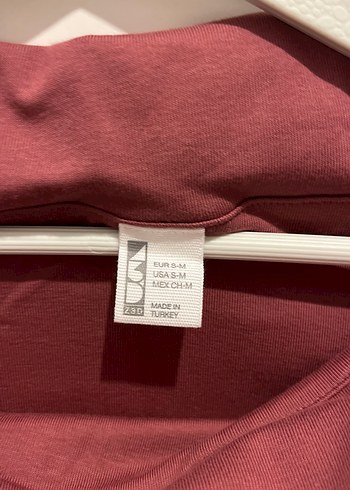 EUR S-M
USA S-M
MEX CH-M
MADE IN
TURKEY